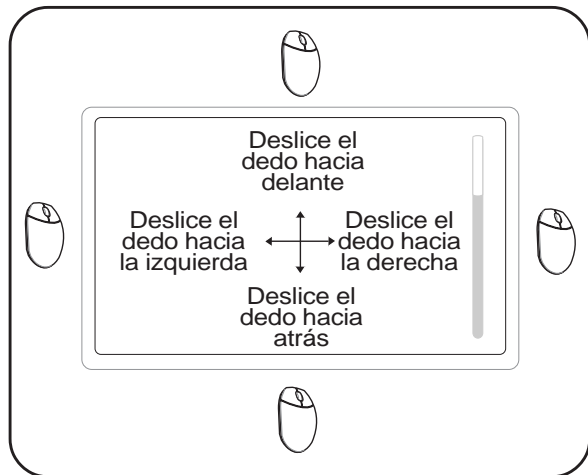 Deslice el
dedo hacia
delante
Deslice el
dedo hacia
la izquierda
Deslice el
dedo hacia
la derecha
Deslice el
dedo hacia
atrás